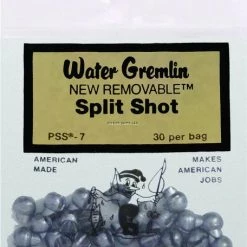 Water Gremlin
NEW REMOVABLE™
Split Shot
PSS®-7 30 per bag
AMERICAN MAKES
MADE AMERICAN
JOBS